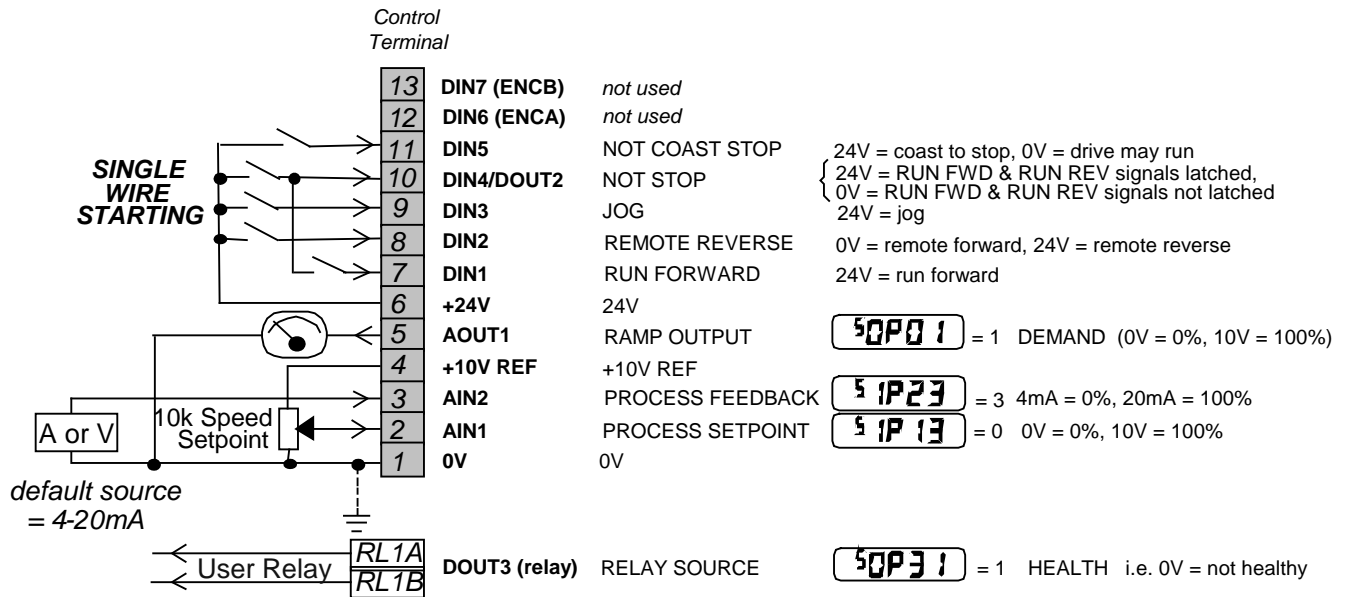 Control
Terminal
13 DIN7 (ENCB) not used
12 DIN6 (ENCA) not used
11 DIN5 NOT COAST STOP 24V = coast to stop, 0V = drive may run
10 DIN4/DOUT2 NOT STOP 24V = RUN FWD & RUN REV signals latched,
0V = RUN FWD & RUN REV signals not latched
9 DIN3 JOG 24V = jog
8 DIN2 REMOTE REVERSE 0V = remote forward, 24V = remote reverse
7 DIN1 RUN FORWARD 24V = run forward
6 +24V 24V
5 AOUT1 RAMP OUTPUT SOP01 = 1 DEMAND (0V = 0%, 10V = 100%)
4 +10V REF +10V REF
3 AIN2 PROCESS FEEDBACK SIP23 = 3 4mA = 0%, 20mA = 100%
2 AIN1 PROCESS SETPOINT SIP13 = 0 0V = 0%, 10V = 100%
1 0V 0V
SINGLE
WIRE
STARTING
A or V
10k Speed
Setpoint
default source
= 4-20mA
User Relay
RL1A
RL1B
DOUT3 (relay) RELAY SOURCE SOP31 = 1 HEALTH i.e. 0V = not healthy